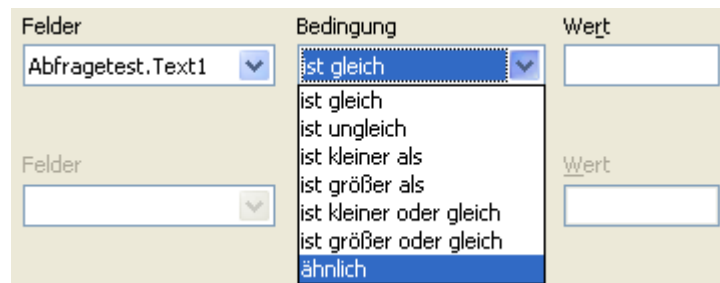 Felder Bedingung Wert
Abfragetest.Text1 ist gleich
ist gleich
ist ungleich
ist kleiner als
Felder Wert
ist größer als
ist kleiner oder gleich
ist größer oder gleich
ähnlich